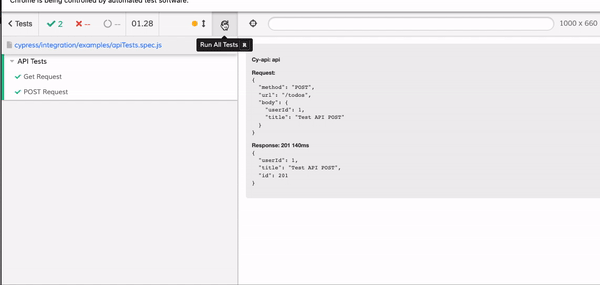 Chrome is being controlled by automated test software.
< Tests ✓ 2 ✗ -- -- 01.28 1000 x 660
Run All Tests R
cypress/integration/examples/apiTests.spec.js
API Tests
Get Request
POST Request
Cy-api: api
Request:
{
"method": "POST",
"url": "/todos",
"body": {
"userId": 1,
"title": "Test API POST"
}
}
Response: 201 140ms
{
"userId": 1,
"title": "Test API POST",
"id": 201
}